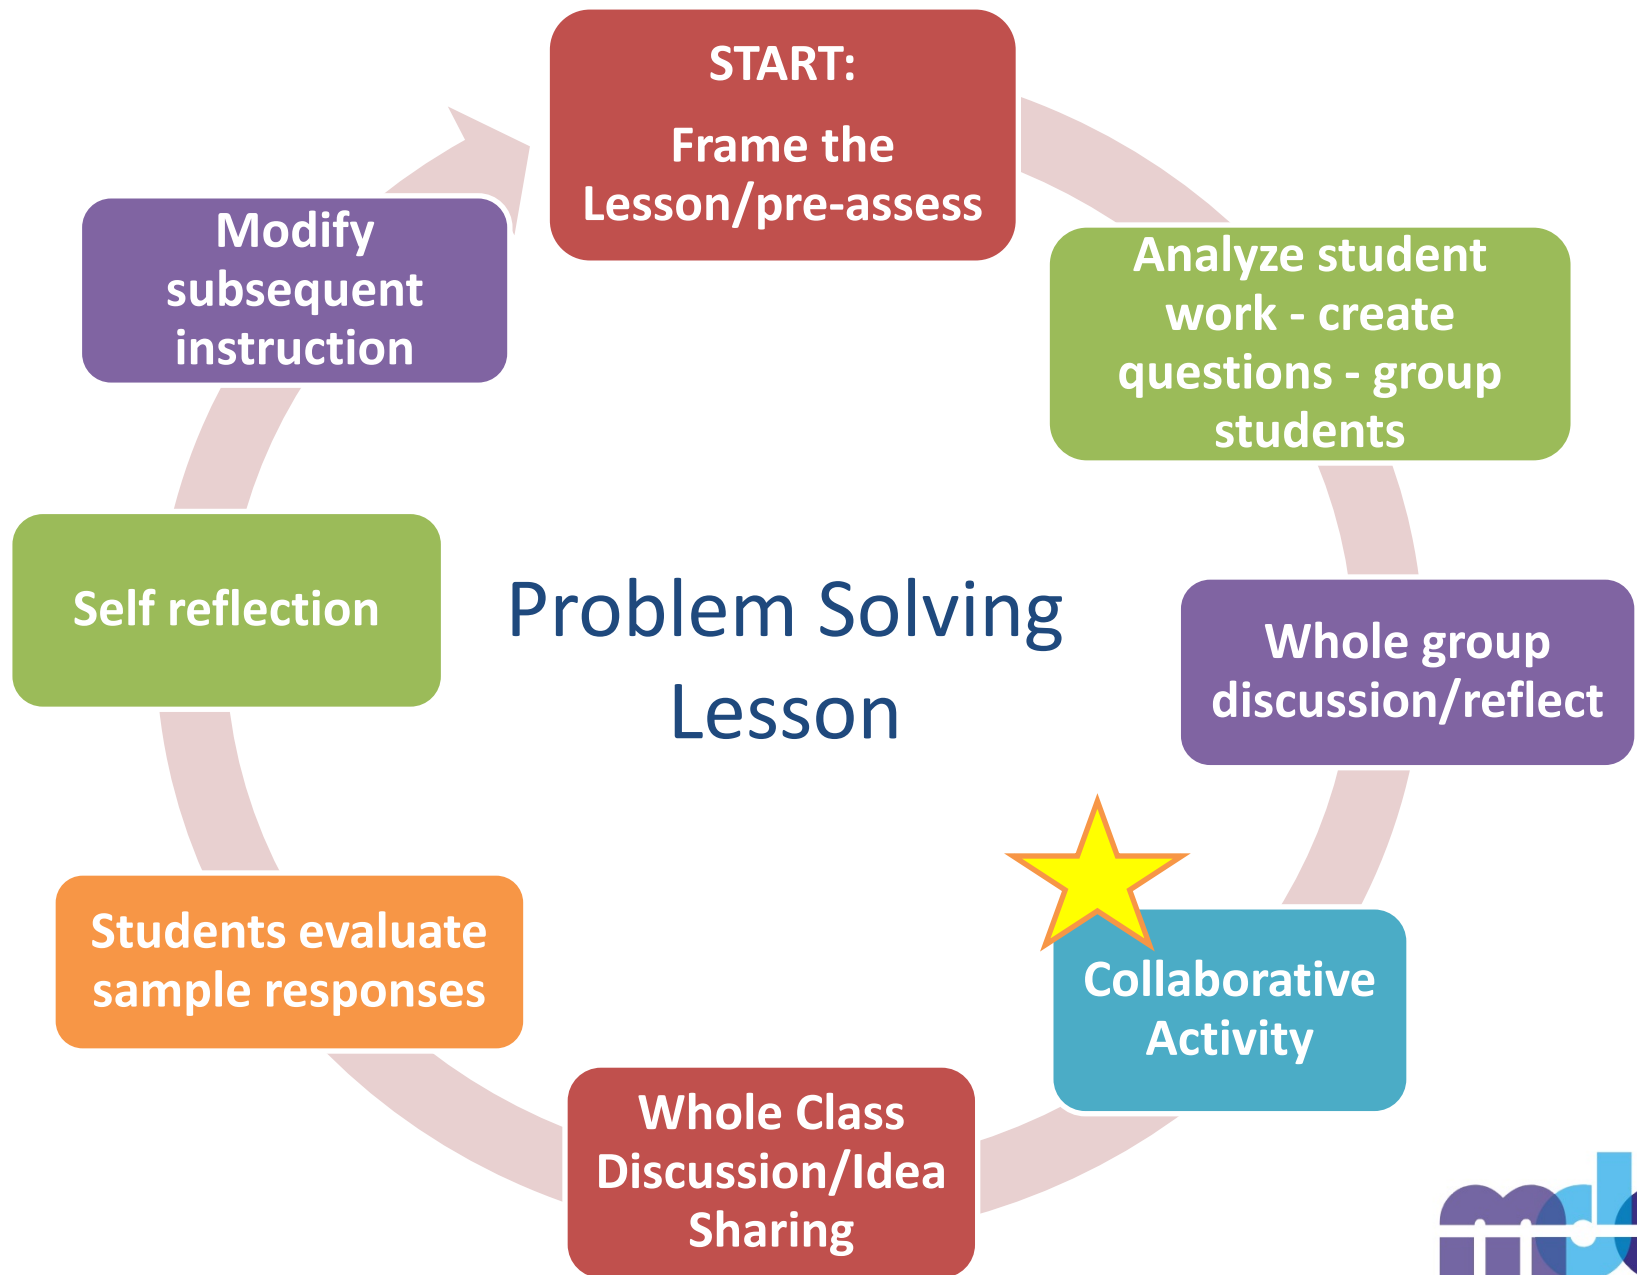 START:
Frame the
Lesson/pre-assess
Analyze student
work - create
questions - group
students
Whole group
discussion/reflect
Collaborative
Activity
Whole Class
Discussion/Idea
Sharing
Students evaluate
sample responses
Self reflection
Modify
subsequent
instruction
Problem Solving
Lesson